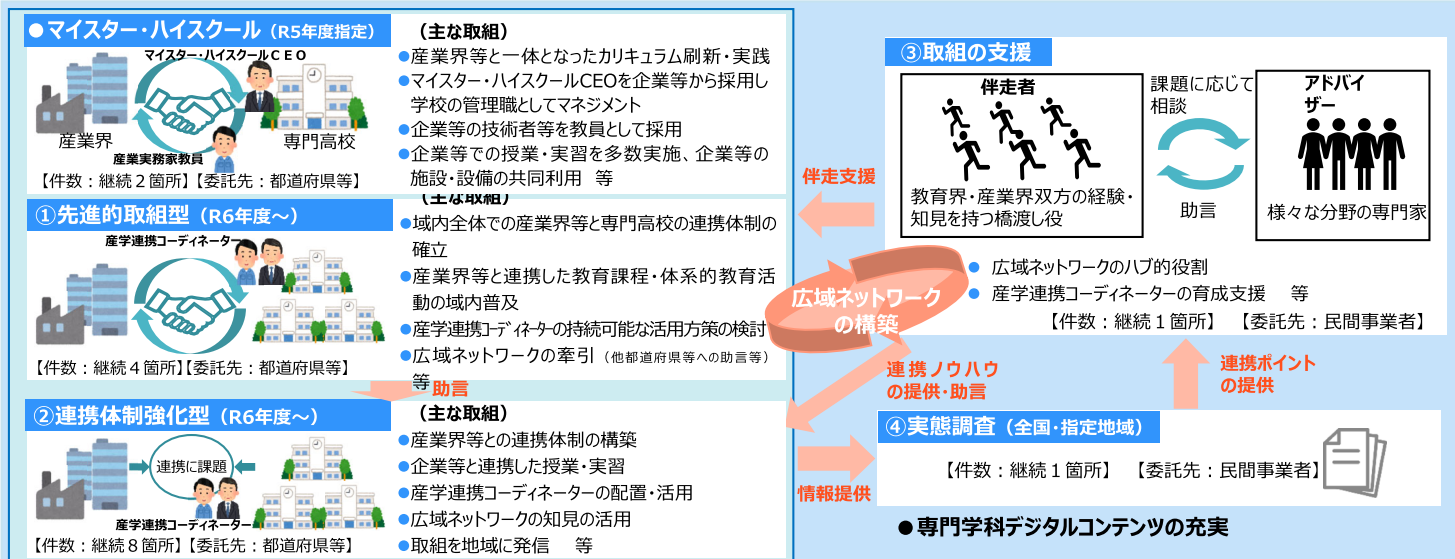 ●マイスター・ハイスクール（R5年度指定）
マイスター・ハイスクールＣＥＯ
産業界
専門高校
産業実務家教員
【件数：継続２箇所】【委託先：都道府県等】
（主な取組）
●産業界等と一体となったカリキュラム刷新・実践
●マイスター・ハイスクールCEOを企業等から採用し
学校の管理職としてマネジメント
●企業等の技術者等を教員として採用
●企業等での授業・実習を多数実施、企業等の
施設・設備の共同利用　等
①先進的取組型（R6年度～）
産学連携コーディネーター
【件数：継続４箇所】【委託先：都道府県等】
（主な取組）
●域内全体での産業界等と専門高校の連携体制の
確立
●産業界等と連携した教育課程・体系的教育活
動の域内普及
●産学連携ｺｰﾃﾞｨﾈｰﾀｰの持続可能な活用方策の検討
●広域ネットワークの牽引（他都道府県等への助言等）
等
助言
②連携体制強化型（R6年度～）
連携に課題
産学連携コーディネーター
【件数：継続８箇所】【委託先：都道府県等】
（主な取組）
●産業界等との連携体制の構築
●企業等と連携した授業・実習
●産学連携コーディネーターの配置・活用
●広域ネットワークの知見の活用
●取組を地域に発信　等
伴走支援
広域ネットワーク
の構築
連携ノウハウ
の提供・助言
情報提供
③取組の支援
伴走者
教育界・産業界双方の経験・
知見を持つ橋渡し役
課題に応じて
相談
助言
アドバイ
ザー
様々な分野の専門家
●　広域ネットワークのハブ的役割
●　産学連携コーディネーターの育成支援　等
【件数：継続１箇所】　【委託先：民間事業者】
連携ポイント
の提供
④実態調査（全国・指定地域）
【件数：継続１箇所】　【委託先：民間事業者】
●専門学科デジタルコンテンツの充実